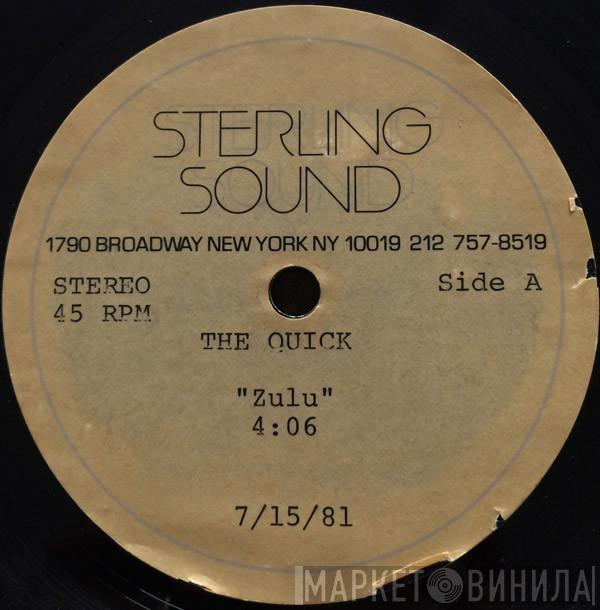 STERLING
SOUND
1790 BROADWAY NEW YORK NY 10019 212 757-8519
STEREO
Side A
45 RPM
THE QUICK
"Zulu"
4:06
7/15/81
МАРКЕТ ВИНИЛА